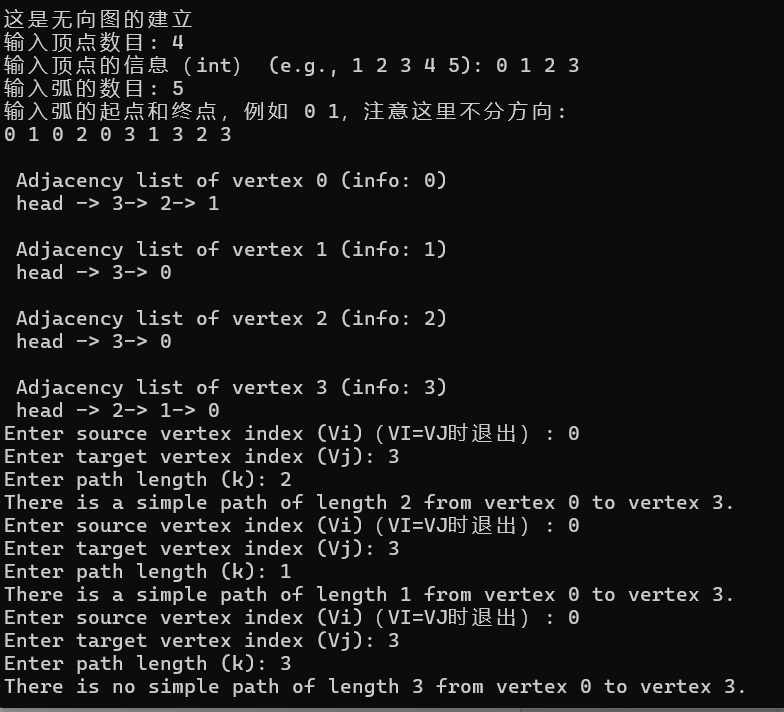 这是无向图的建立
输入顶点数目: 4
输入顶点的信息（int） (e.g., 1 2 3 4 5): 0 1 2 3
输入弧的数目: 5
输入弧的起点和终点，例如 0 1，注意这里不分方向:
0 1 0 2 0 3 1 3 2 3
Adjacency list of vertex 0 (info: 0)
head -> 3-> 2-> 1
Adjacency list of vertex 1 (info: 1)
head -> 3-> 0
Adjacency list of vertex 2 (info: 2)
head -> 3-> 0
Adjacency list of vertex 3 (info: 3)
head -> 2-> 1-> 0
Enter source vertex index (Vi)（VI=VJ时退出）: 0
Enter target vertex index (Vj): 3
Enter path length (k): 2
There is a simple path of length 2 from vertex 0 to vertex 3.
Enter source vertex index (Vi)（VI=VJ时退出）: 0
Enter target vertex index (Vj): 3
Enter path length (k): 1
There is a simple path of length 1 from vertex 0 to vertex 3.
Enter source vertex index (Vi)（VI=VJ时退出）: 0
Enter target vertex index (Vj): 3
Enter path length (k): 3
There is no simple path of length 3 from vertex 0 to vertex 3.